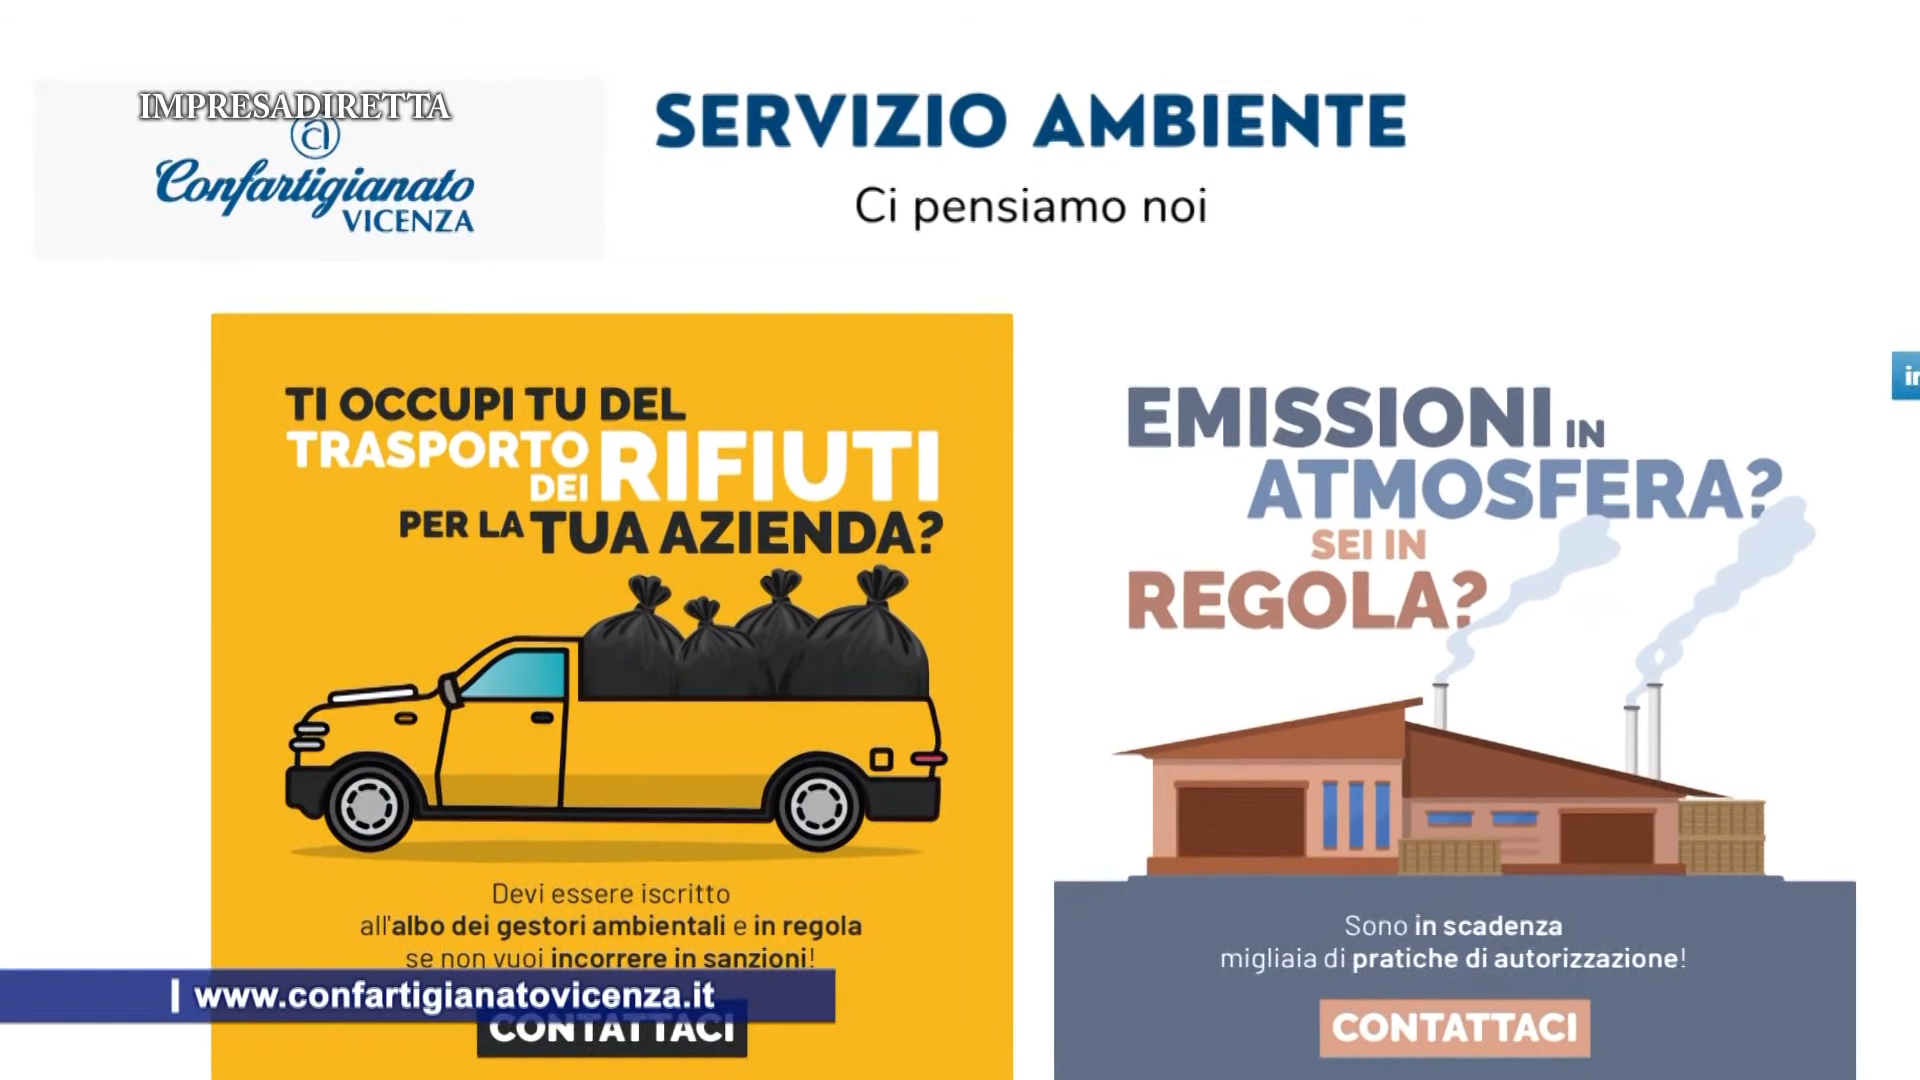 IMPRESADIRETTA
Confartigianato
VICENZA
SERVIZIO AMBIENTE
Ci pensiamo noi
TI OCCUPI TU DEL
TRASPORTO
DEI RIFIUTI
PER LA TUA AZIENDA?
Devi essere iscritto
all'albo dei gestori ambientali e in regola
se non vuoi incorrere in sanzioni!
| www.confartigianatovicenza.it
CONTATTACI
EMISSIONI IN
ATMOSFERA?
SEI IN
REGOLA?
Sono in scadenza
migliaia di pratiche di autorizzazione!
CONTATTACI